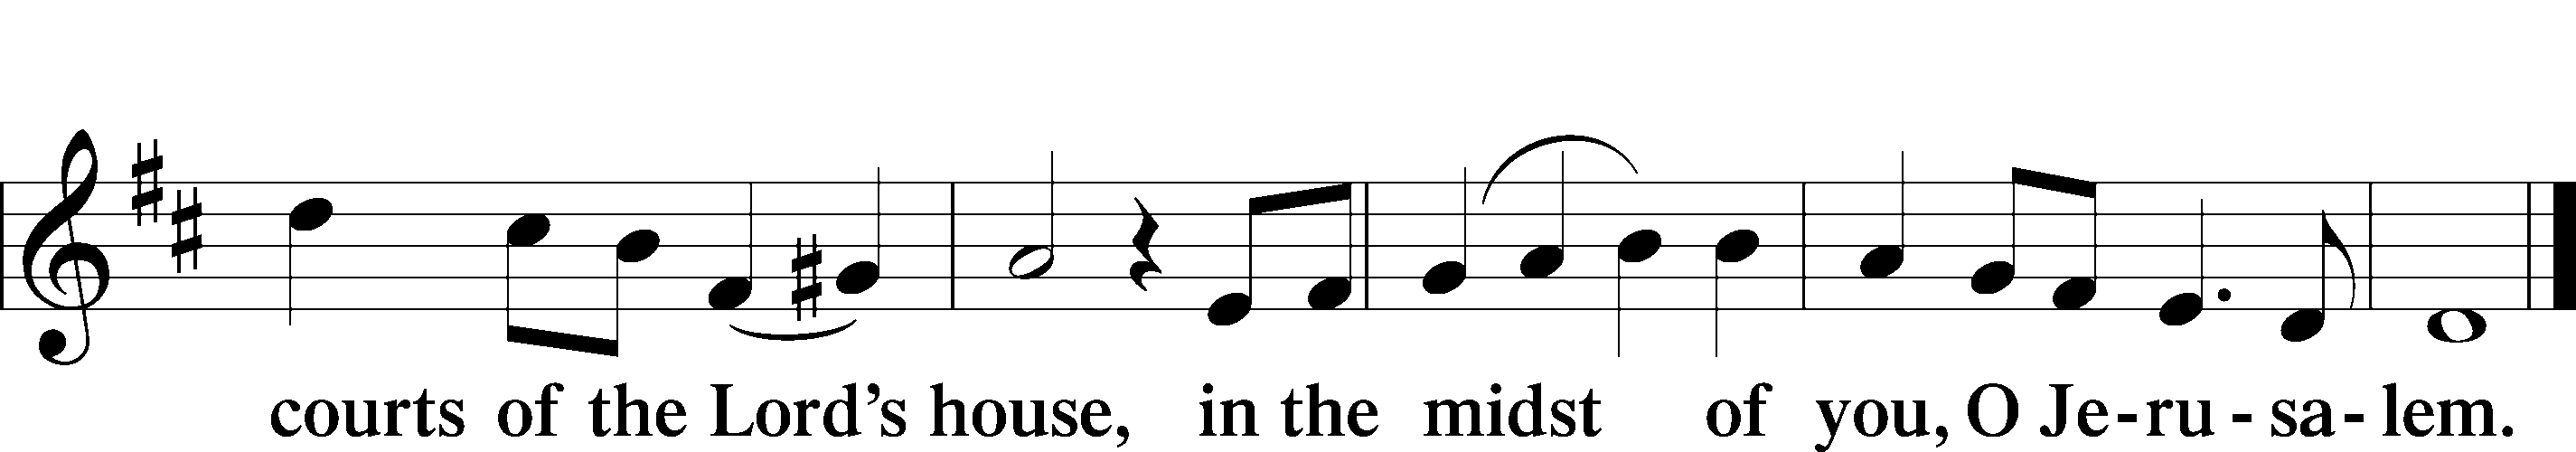 courts of the Lord's house, in the midst of you, O Je-ru-sa-lem.